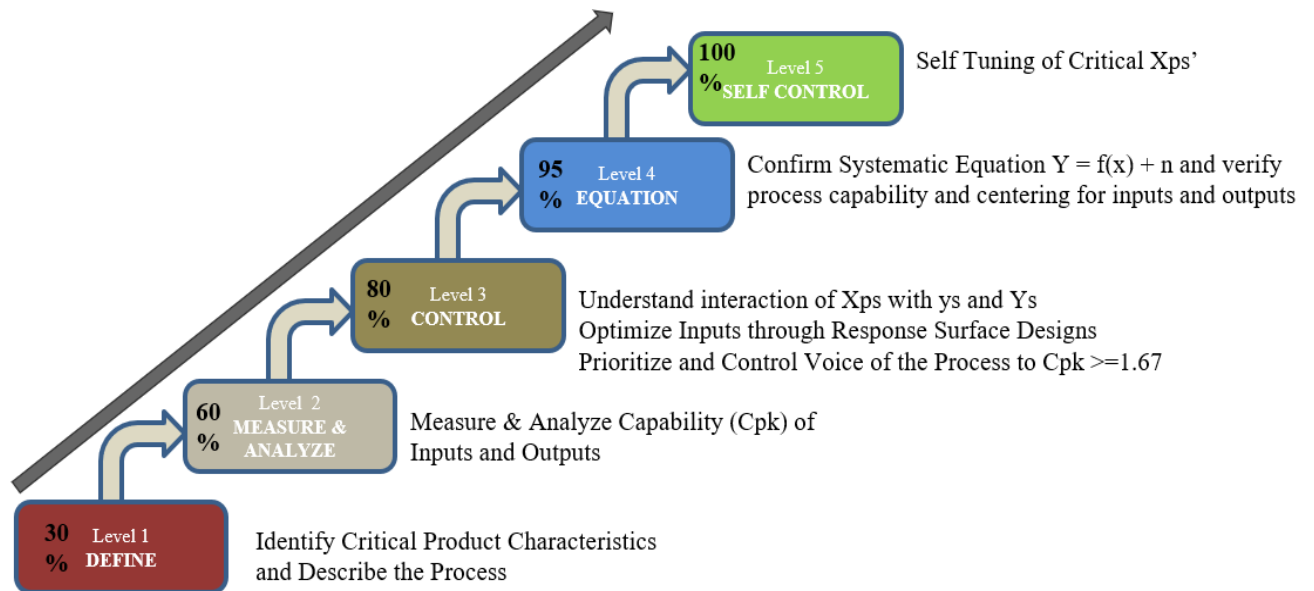 100
%
Level 5
SELF CONTROL
Self Tuning of Critical Xps’
95
%
Level 4
EQUATION
Confirm Systematic Equation Y = f(x) + n and verify
process capability and centering for inputs and outputs
80
%
Level 3
CONTROL
Understand interaction of Xps with ys and Ys
Optimize Inputs through Response Surface Designs
Prioritize and Control Voice of the Process to Cpk >=1.67
60
%
Level 2
MEASURE &
ANALYZE
Measure & Analyze Capability (Cpk) of
Inputs and Outputs
30
%
Level 1
DEFINE
Identify Critical Product Characteristics
and Describe the Process